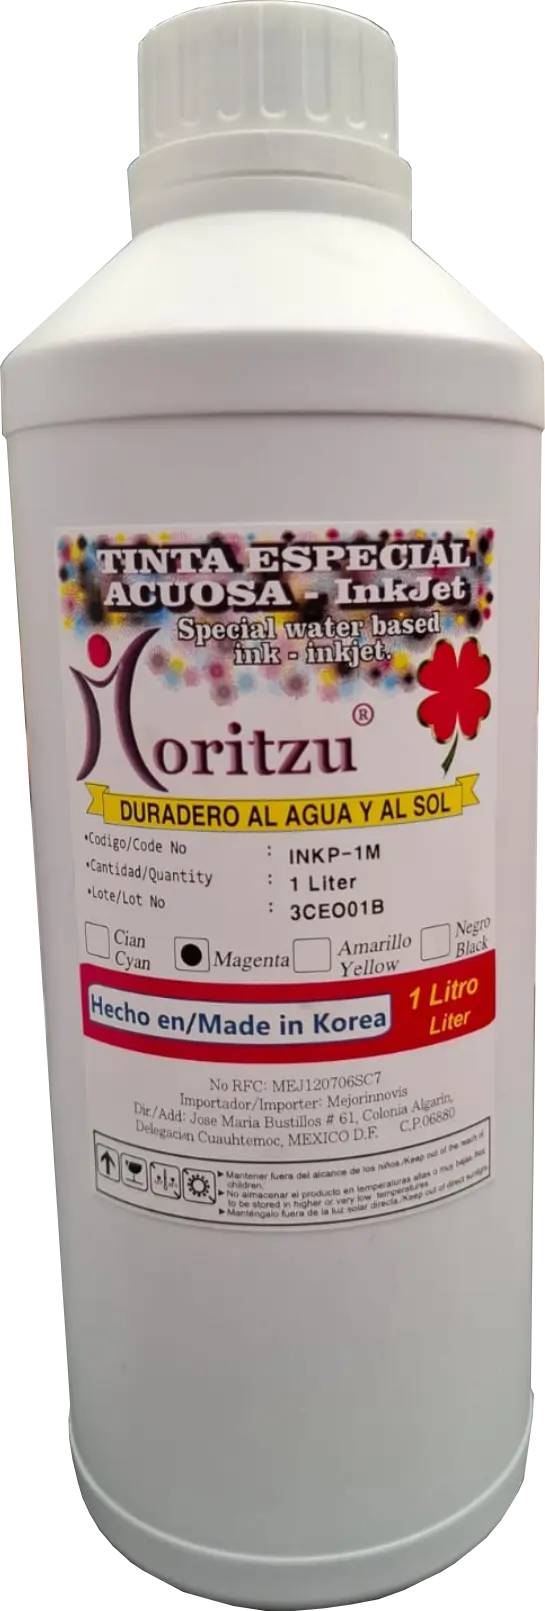 TINTA ESPECIAL
ACUOSA - InkJet
Special water based
ink - inkjet.
Moritzu®
DURADERO AL AGUA Y AL SOL
•Codigo/Code No : INKP-1M
•Cantidad/Quantity : 1 Liter
•Lote/Lot No : 3CEO01B
Cian Cyan
Magenta
Amarillo Yellow
Negro Black
Hecho en/Made in Korea
1 Litro
Liter
No RFC: MEJ120706SC7
Importador/Importer: Mejorinnovis
Dir./Add: Jose Maria Bustillos # 61, Colonia Algarin,
Delegación Cuauhtemoc, MEXICO D.F. C.P.06880
▶Mantener fuera del alcance de los niños./Keep out of the reach of
children.
▶No almacenar el producto en temperaturas altas o muy bajas./Not
to be stored in higher or very low temperatures.
▶Manténgalo fuera de la luz solar directa./Keep out of direct sunlight.